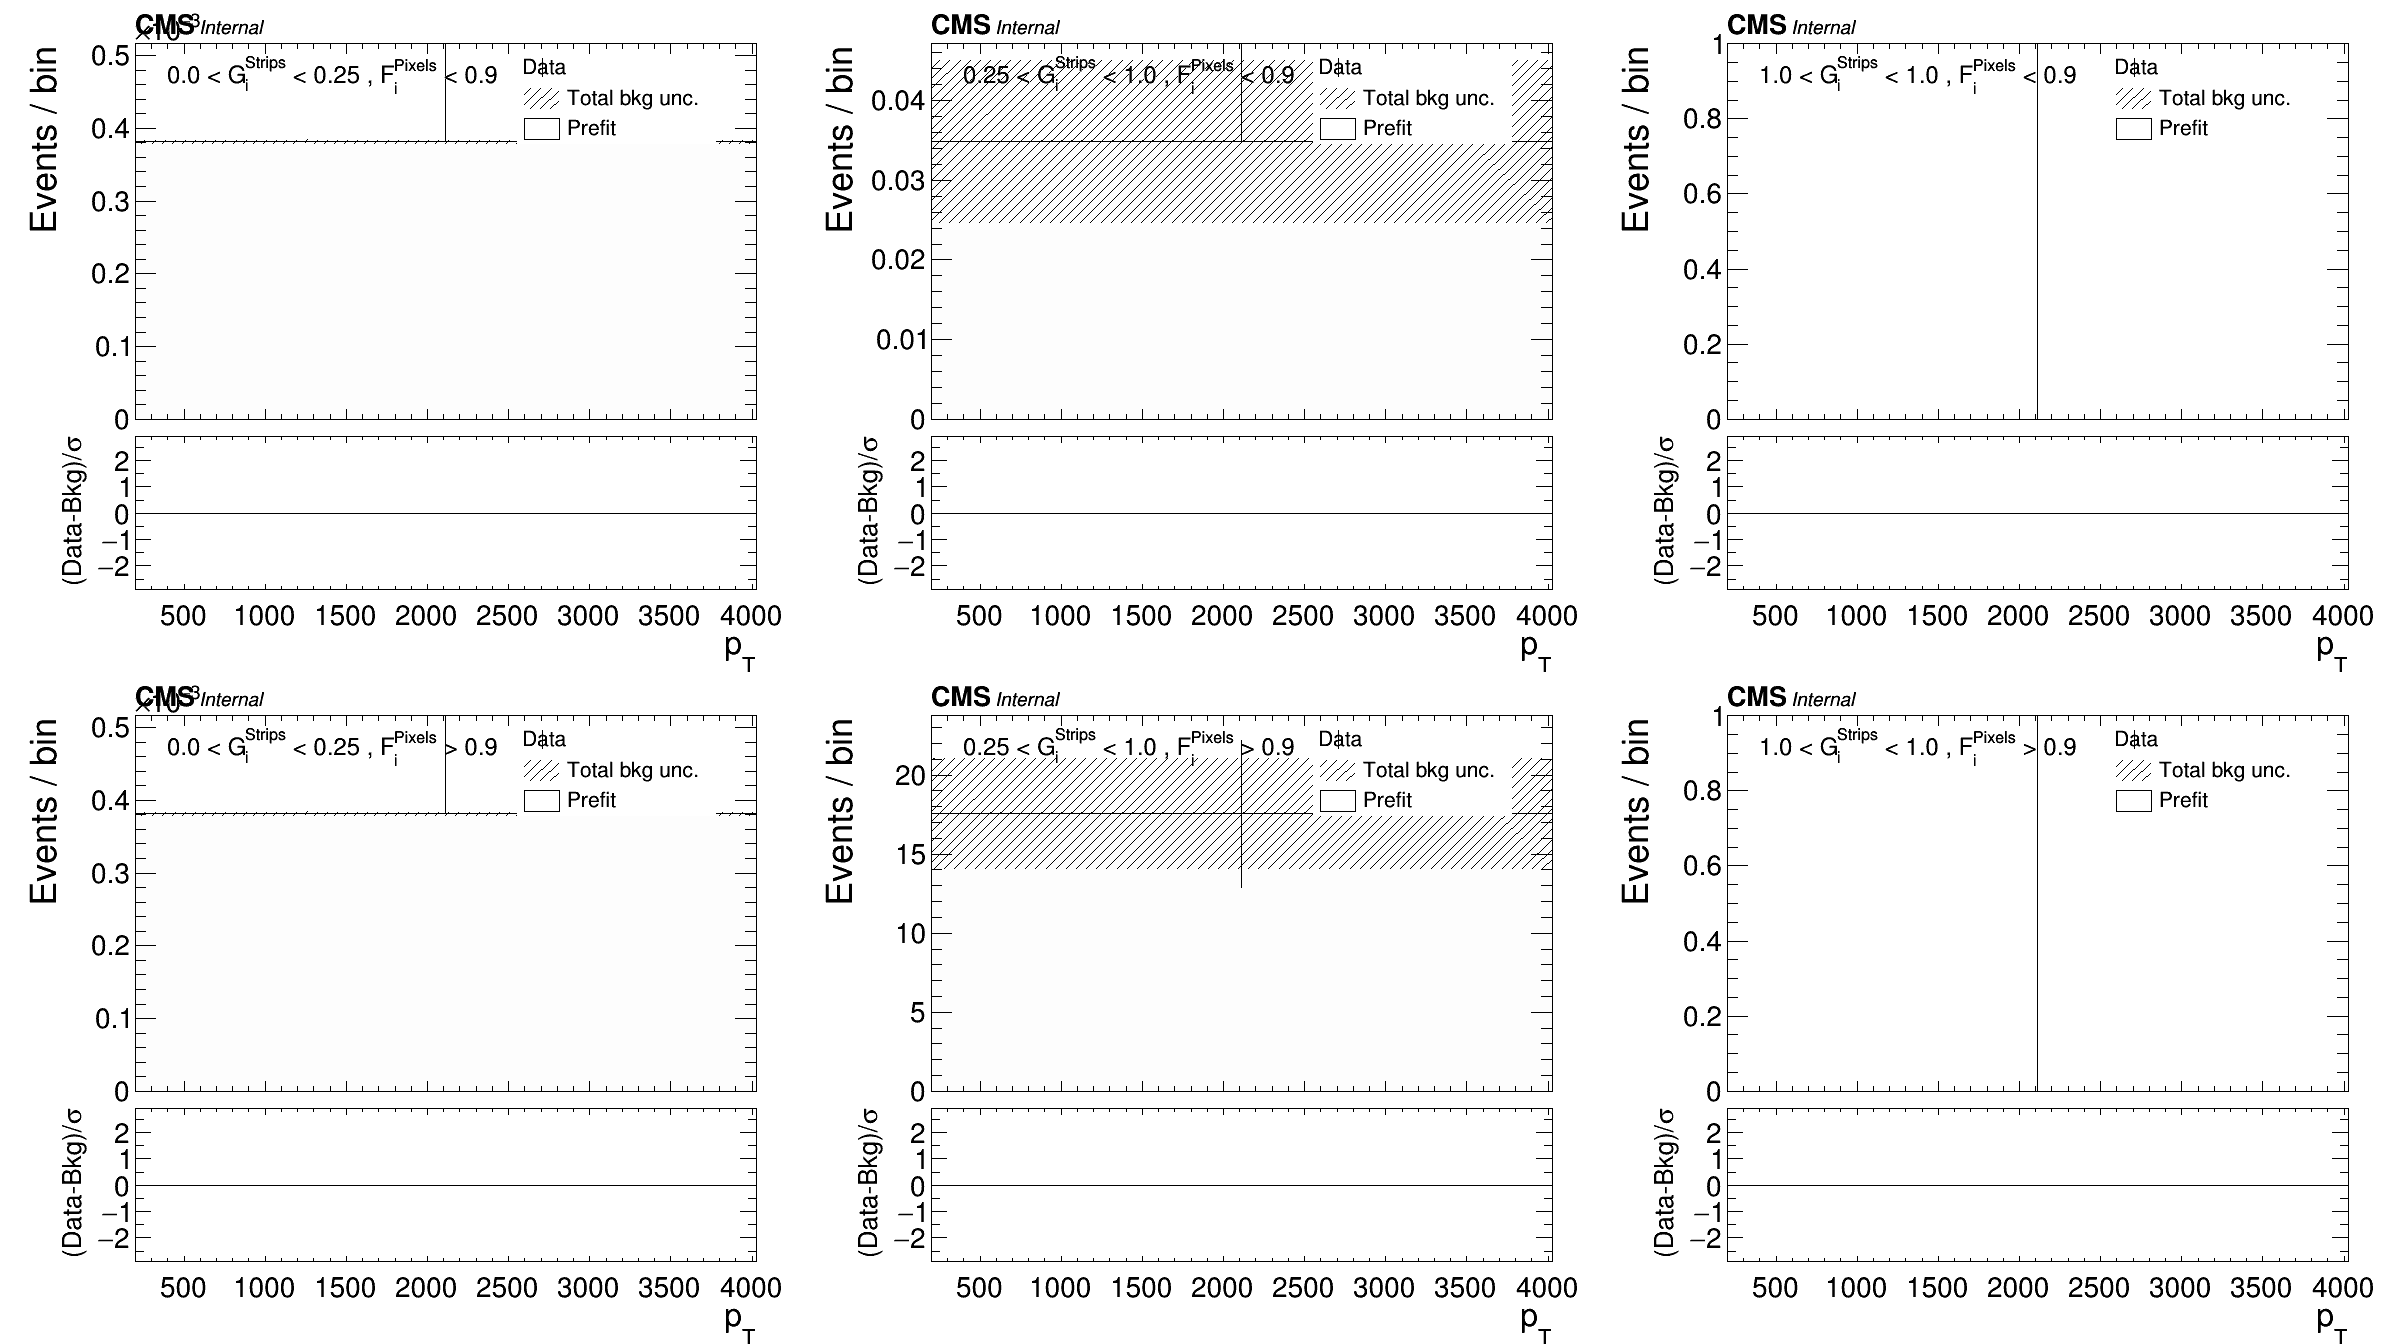 CMS Internal
×10⁻³
0.0 < G_i^Strips < 0.25 , F_i^Pixels < 0.9
Data
Total bkg unc.
Prefit
Events / bin
0.5
0.4
0.3
0.2
0.1
0
(Data-Bkg)/σ
2
1
0
−1
−2
500 1000 1500 2000 2500 3000 3500 4000
p_T
CMS Internal
0.25 < G_i^Strips < 1.0 , F_i^Pixels < 0.9
Data
Total bkg unc.
Prefit
Events / bin
0.04
0.03
0.02
0.01
0
(Data-Bkg)/σ
2
1
0
−1
−2
500 1000 1500 2000 2500 3000 3500 4000
p_T
CMS Internal
1.0 < G_i^Strips < 1.0 , F_i^Pixels < 0.9
Data
Total bkg unc.
Prefit
Events / bin
1
0.8
0.6
0.4
0.2
0
(Data-Bkg)/σ
2
1
0
−1
−2
500 1000 1500 2000 2500 3000 3500 4000
p_T
CMS Internal
×10⁻³
0.0 < G_i^Strips < 0.25 , F_i^Pixels > 0.9
Data
Total bkg unc.
Prefit
Events / bin
0.5
0.4
0.3
0.2
0.1
0
(Data-Bkg)/σ
2
1
0
−1
−2
500 1000 1500 2000 2500 3000 3500 4000
p_T
CMS Internal
0.25 < G_i^Strips < 1.0 , F_i^Pixels > 0.9
Data
Total bkg unc.
Prefit
Events / bin
20
15
10
5
0
(Data-Bkg)/σ
2
1
0
−1
−2
500 1000 1500 2000 2500 3000 3500 4000
p_T
CMS Internal
1.0 < G_i^Strips < 1.0 , F_i^Pixels > 0.9
Data
Total bkg unc.
Prefit
Events / bin
1
0.8
0.6
0.4
0.2
0
(Data-Bkg)/σ
2
1
0
−1
−2
500 1000 1500 2000 2500 3000 3500 4000
p_T